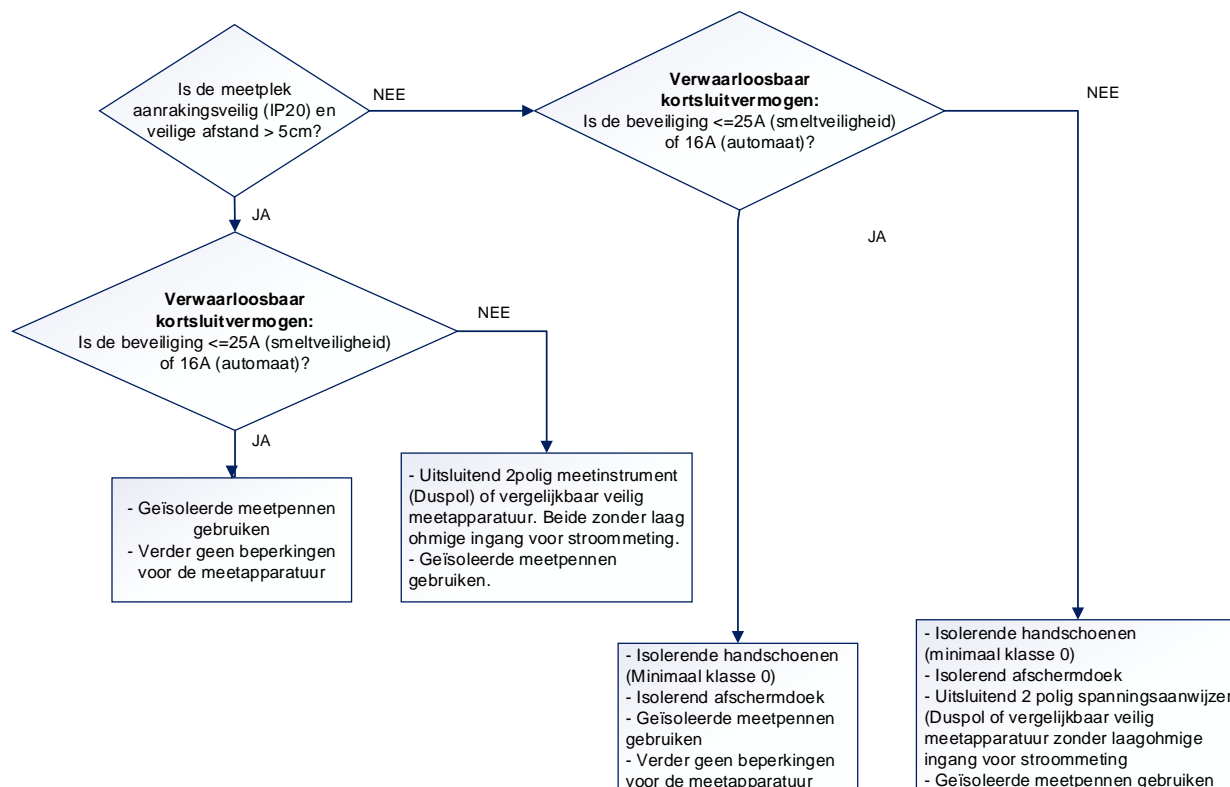 Is de meetplek
aanrakingsveilig (IP20) en
veilige afstand > 5cm?
NEE
Verwaarloosbaar
kortsluitvermogen:
Is de beveiliging <=25A (smeltveiligheid)
of 16A (automaat)?
NEE
JA
JA
Verwaarloosbaar
kortsluitvermogen:
Is de beveiliging <=25A (smeltveiligheid)
of 16A (automaat)?
NEE
JA
- Geïsoleerde meetpennen
gebruiken
- Verder geen beperkingen
voor de meetapparatuur
- Uitsluitend 2polig meetinstrument
(Duspol) of vergelijkbaar veilig
meetapparatuur. Beide zonder laag
ohmige ingang voor stroommeting.
- Geïsoleerde meetpennen
gebruiken.
- Isolerende handschoenen
(Minimaal klasse 0)
- Isolerend afschermdoek
- Geïsoleerde meetpennen
gebruiken
- Verder geen beperkingen
voor de meetapparatuur
- Isolerende handschoenen
(minimaal klasse 0)
- Isolerend afschermdoek
- Uitsluitend 2 polig spanningsaanwijzer
(Duspol of vergelijkbaar veilig
meetapparatuur zonder laagohmige
ingang voor stroommeting
- Geïsoleerde meetpennen gebruiken